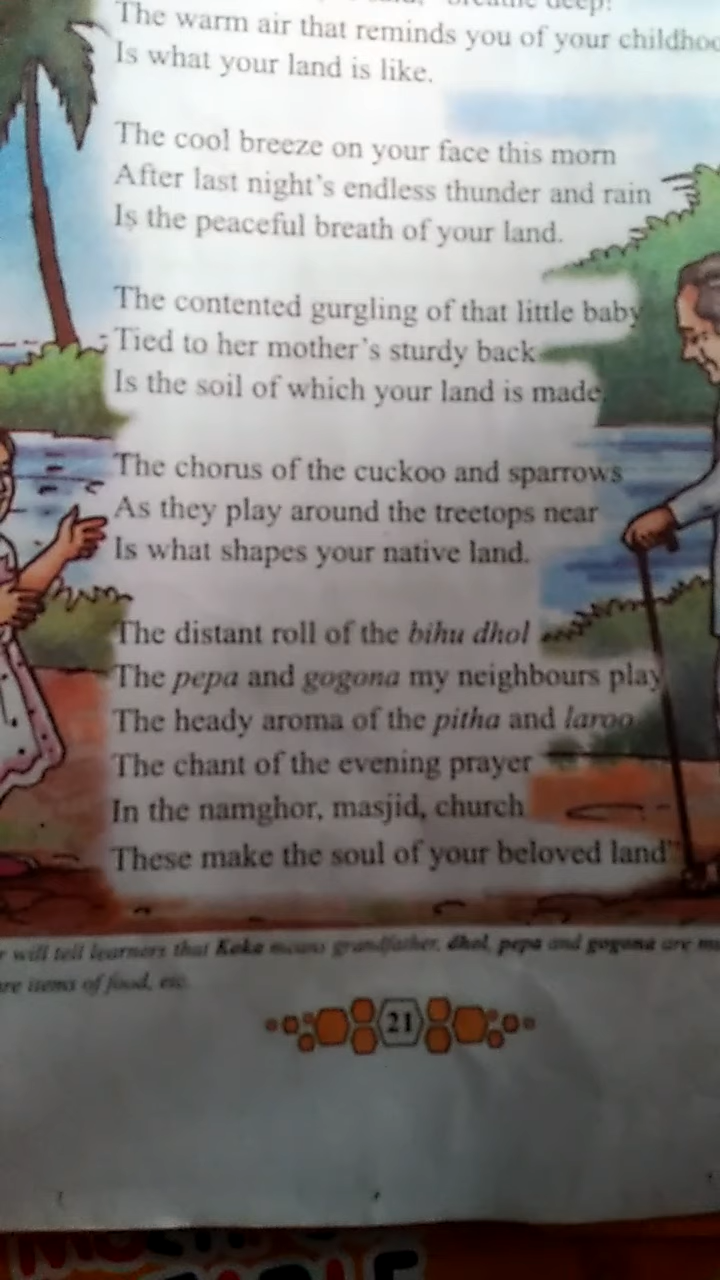 breathe deep!
The warm air that reminds you of your childhoo
Is what your land is like.
The cool breeze on your face this morn
After last night's endless thunder and rain
Is the peaceful breath of your land.
The contented gurgling of that little baby
Tied to her mother's sturdy back
Is the soil of which your land is made
The chorus of the cuckoo and sparrows
As they play around the treetops near
Is what shapes your native land.
The distant roll of the bihu dhol
The pepa and gogona my neighbours play
The heady aroma of the pitha and laroo
The chant of the evening prayer
In the namghor, masjid, church
These make the soul of your beloved land"
r will tell learners that Koka means grandfather, dhol, pepa and gogona are mu
re items of food, etc.
21